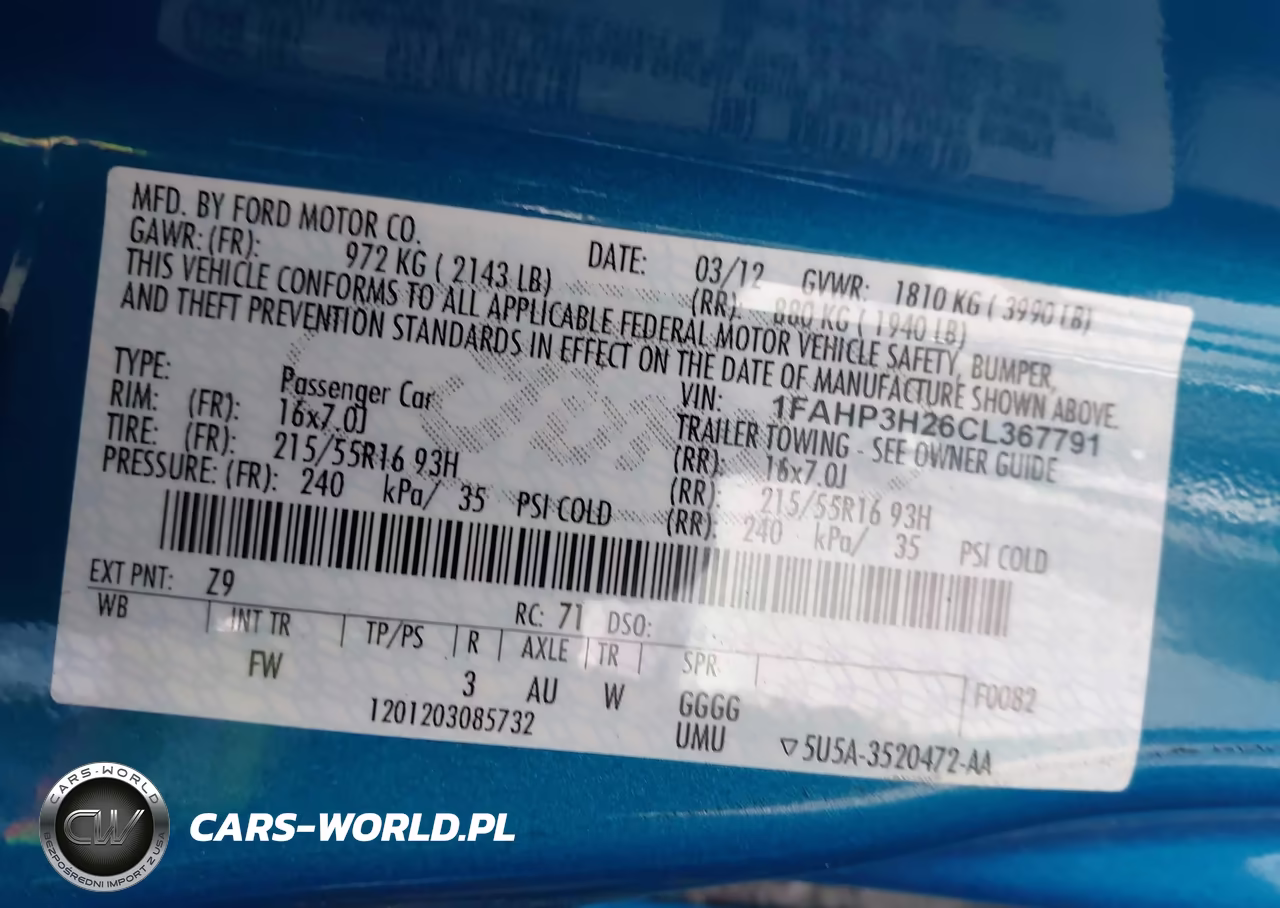 MFD. BY FORD MOTOR CO. DATE: 03/12 GVWR: 1810 KG ( 3990 LB)
GAWR: (FR): 972 KG ( 2143 LB) (RR): 880 KG ( 1940 LB)
THIS VEHICLE CONFORMS TO ALL APPLICABLE FEDERAL MOTOR VEHICLE SAFETY, BUMPER,
AND THEFT PREVENTION STANDARDS IN EFFECT ON THE DATE OF MANUFACTURE SHOWN ABOVE.
VIN: 1FAHP3H26CL367791
TYPE: Passenger Car TRAILER TOWING - SEE OWNER GUIDE
RIM: (FR): 16x7.0J (RR): 16x7.0J
TIRE: (FR): 215/55R16 93H (RR): 215/55R16 93H
PRESSURE: (FR): 240 kPa/ 35 PSI COLD (RR): 240 kPa/ 35 PSI COLD
EXT PNT: Z9 RC: 71 DSO:
WB INT TR TP/PS R AXLE TR SPR F0082
FW 3 AU W GGGG
1201203085732 UMU ▽5U5A-3520472-AA
CARS-WORLD
CW
BEZPOŚREDNI IMPORT Z USA
CARS-WORLD.PL